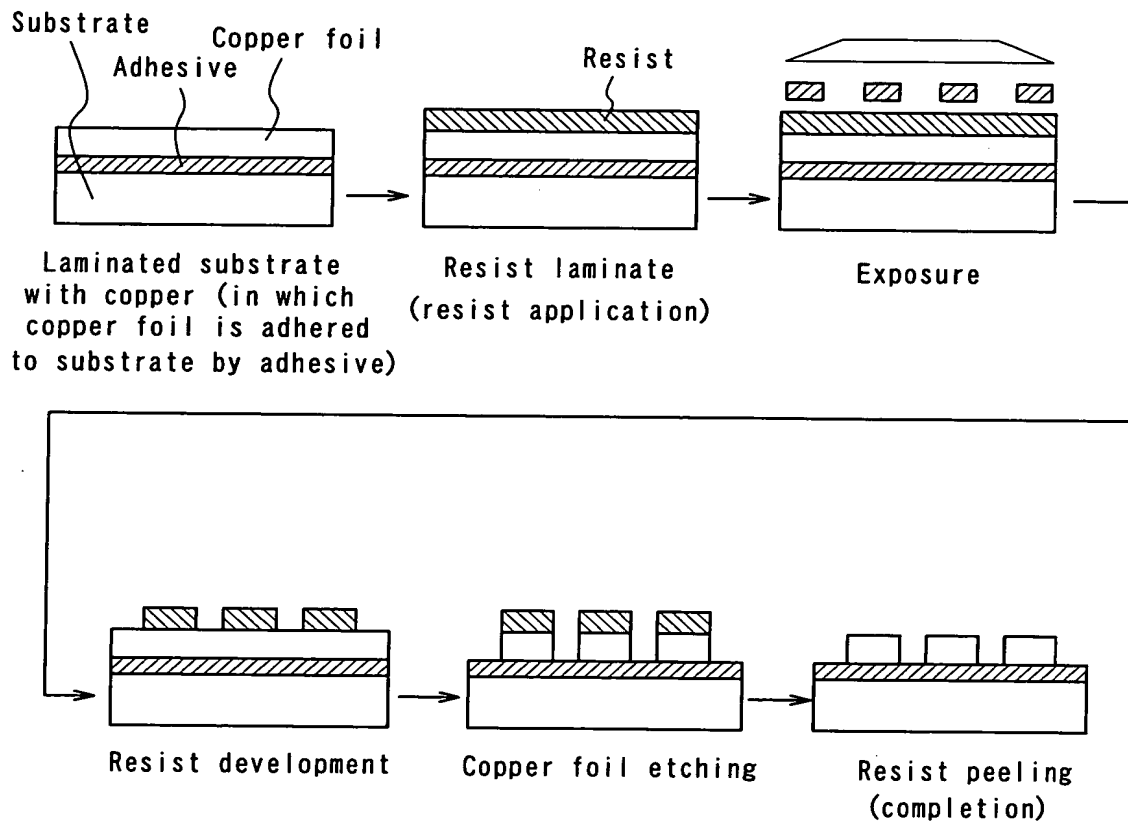 Substrate
Copper foil
Adhesive
Resist
Laminated substrate
with copper (in which
copper foil is adhered
to substrate by adhesive)
Resist laminate
(resist application)
Exposure
Resist development
Copper foil etching
Resist peeling
(completion)